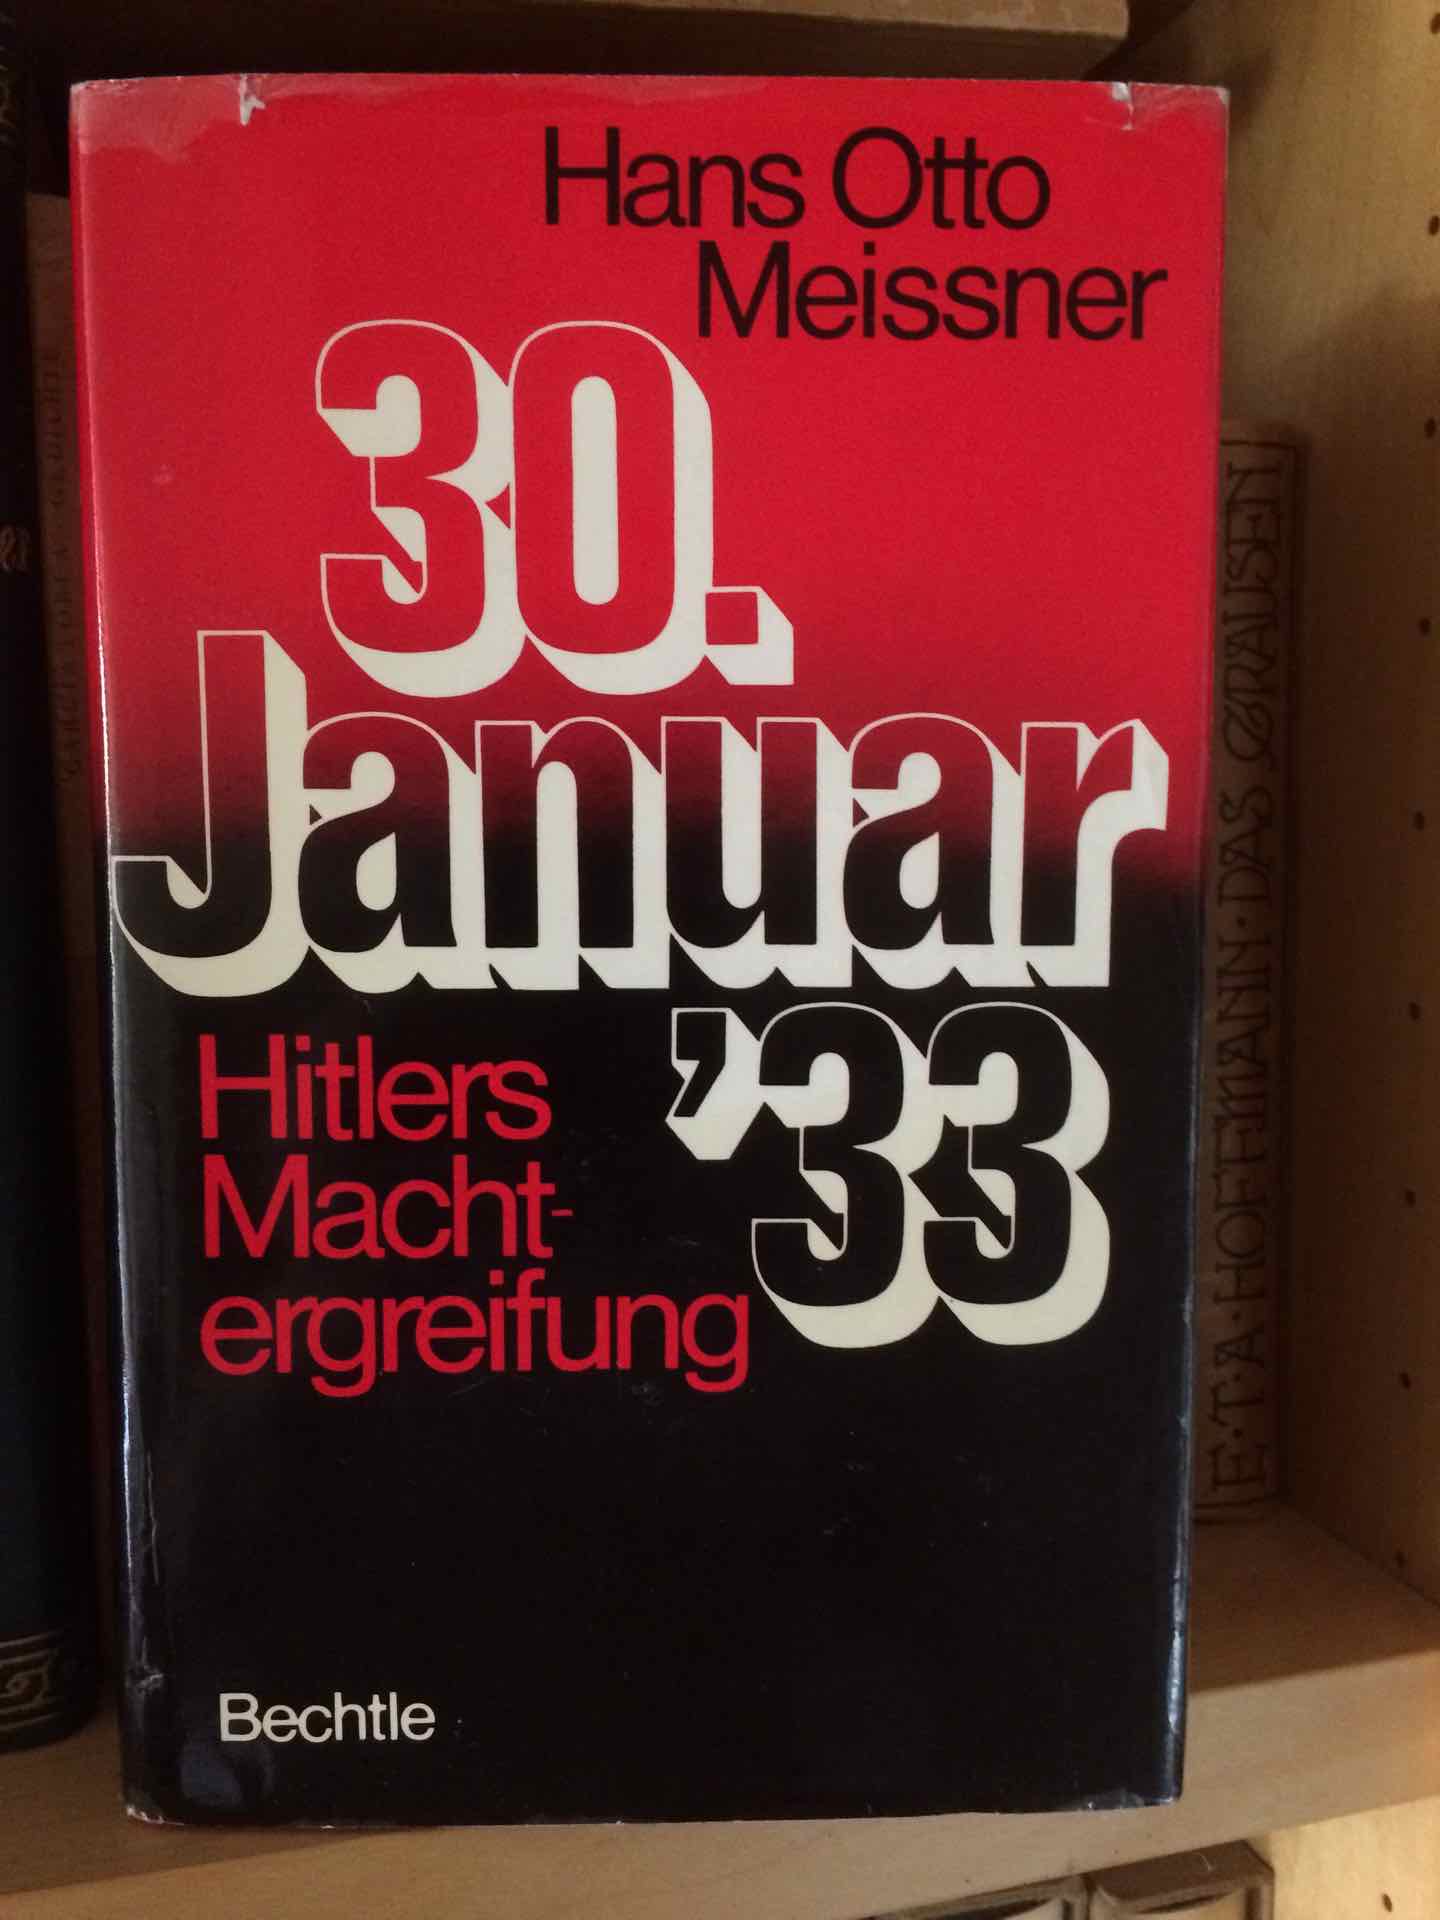 Hans Otto
Meissner
30.
Januar
'33
Hitlers
Macht-
ergreifung
Bechtle
E·T·A·HOFFMANN·DAS GRAUSEN